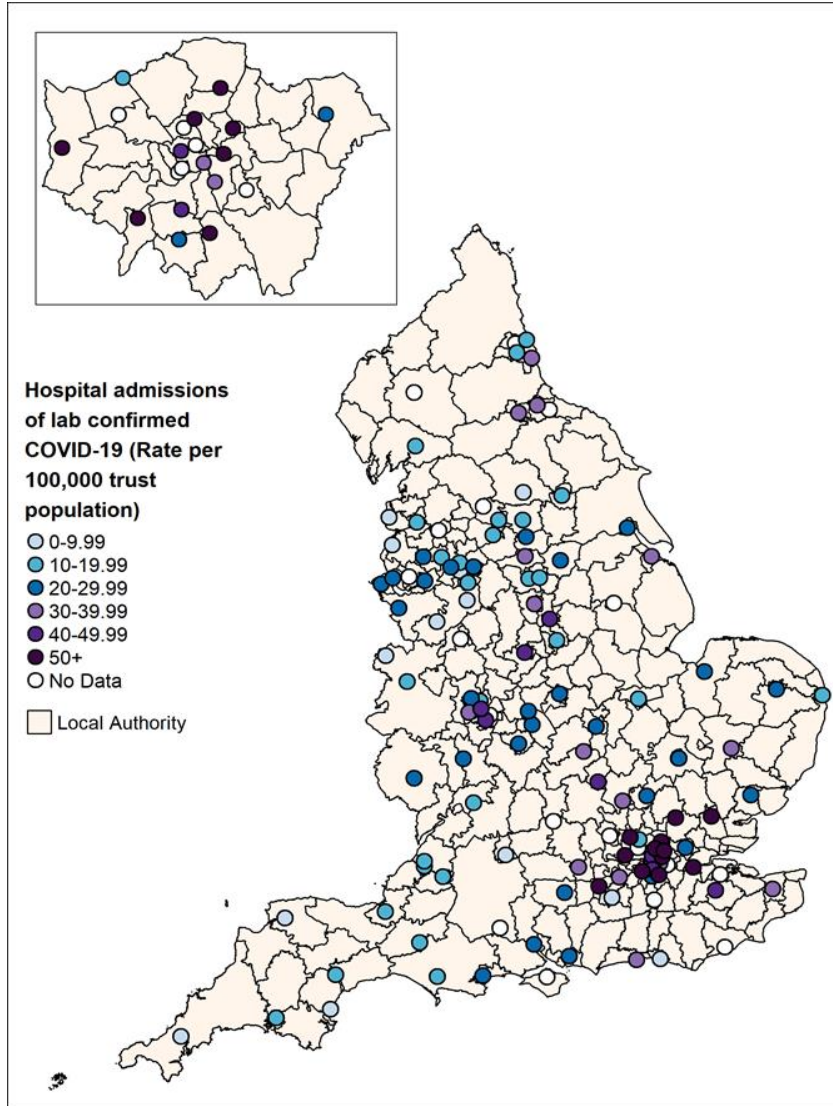 Hospital admissions
of lab confirmed
COVID-19 (Rate per
100,000 trust
population)
0-9.99
10-19.99
20-29.99
30-39.99
40-49.99
50+
No Data
Local Authority